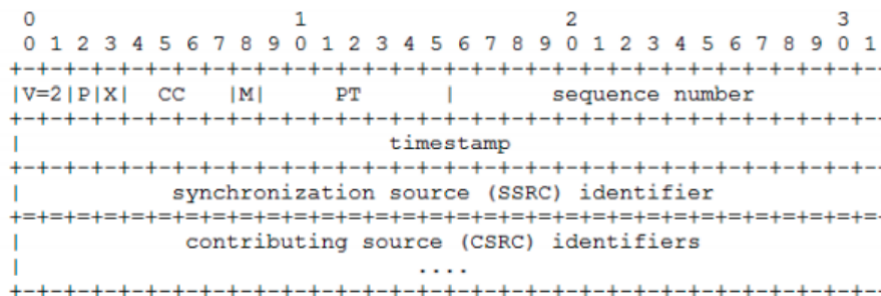 0 1 2 3
0 1 2 3 4 5 6 7 8 9 0 1 2 3 4 5 6 7 8 9 0 1 2 3 4 5 6 7 8 9 0 1
+-+-+-+-+-+-+-+-+-+-+-+-+-+-+-+-+-+-+-+-+-+-+-+-+-+-+-+-+-+-+-+-
|V=2|P|X| CC |M| PT | sequence number
+-+-+-+-+-+-+-+-+-+-+-+-+-+-+-+-+-+-+-+-+-+-+-+-+-+-+-+-+-+-+-+-
| timestamp
+-+-+-+-+-+-+-+-+-+-+-+-+-+-+-+-+-+-+-+-+-+-+-+-+-+-+-+-+-+-+-+-
| synchronization source (SSRC) identifier
+=+=+=+=+=+=+=+=+=+=+=+=+=+=+=+=+=+=+=+=+=+=+=+=+=+=+=+=+=+=+=+-
| contributing source (CSRC) identifiers
| ....
+-+-+-+-+-+-+-+-+-+-+-+-+-+-+-+-+-+-+-+-+-+-+-+-+-+-+-+-+-+-+-+-